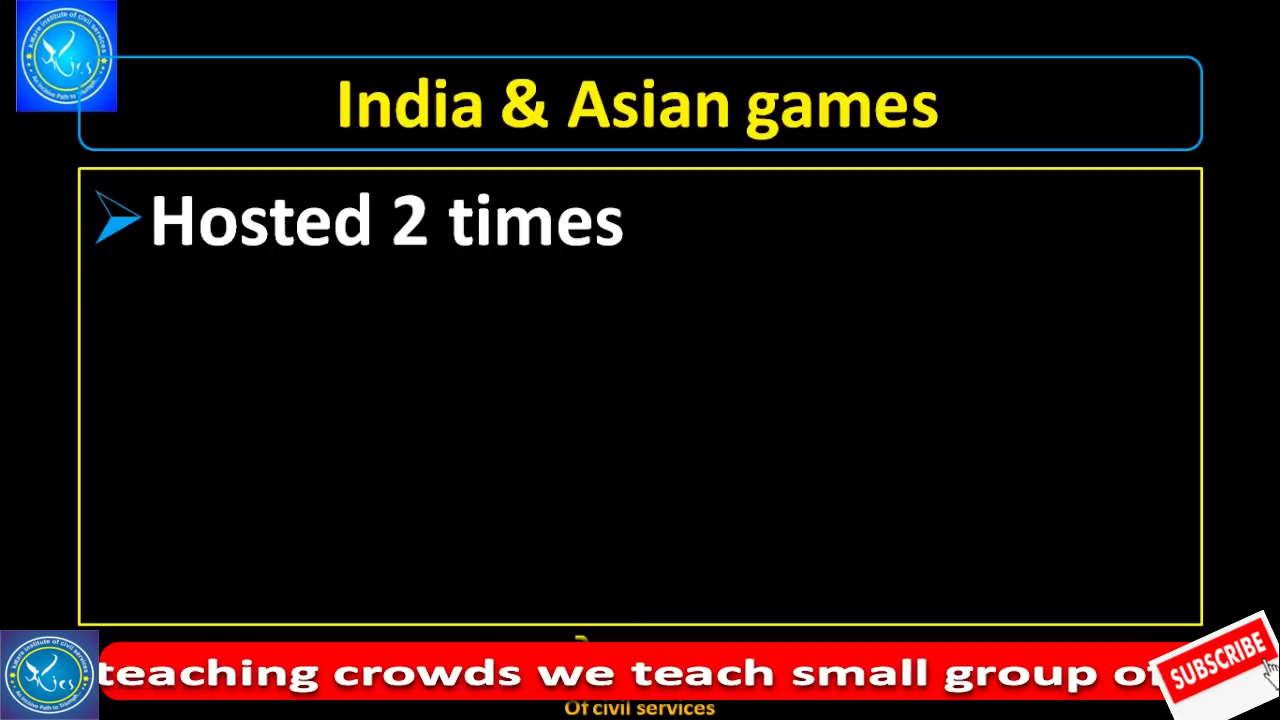 India & Asian games
Hosted 2 times
teaching crowds we teach small group of
SUBSCRIBE
Of civil services